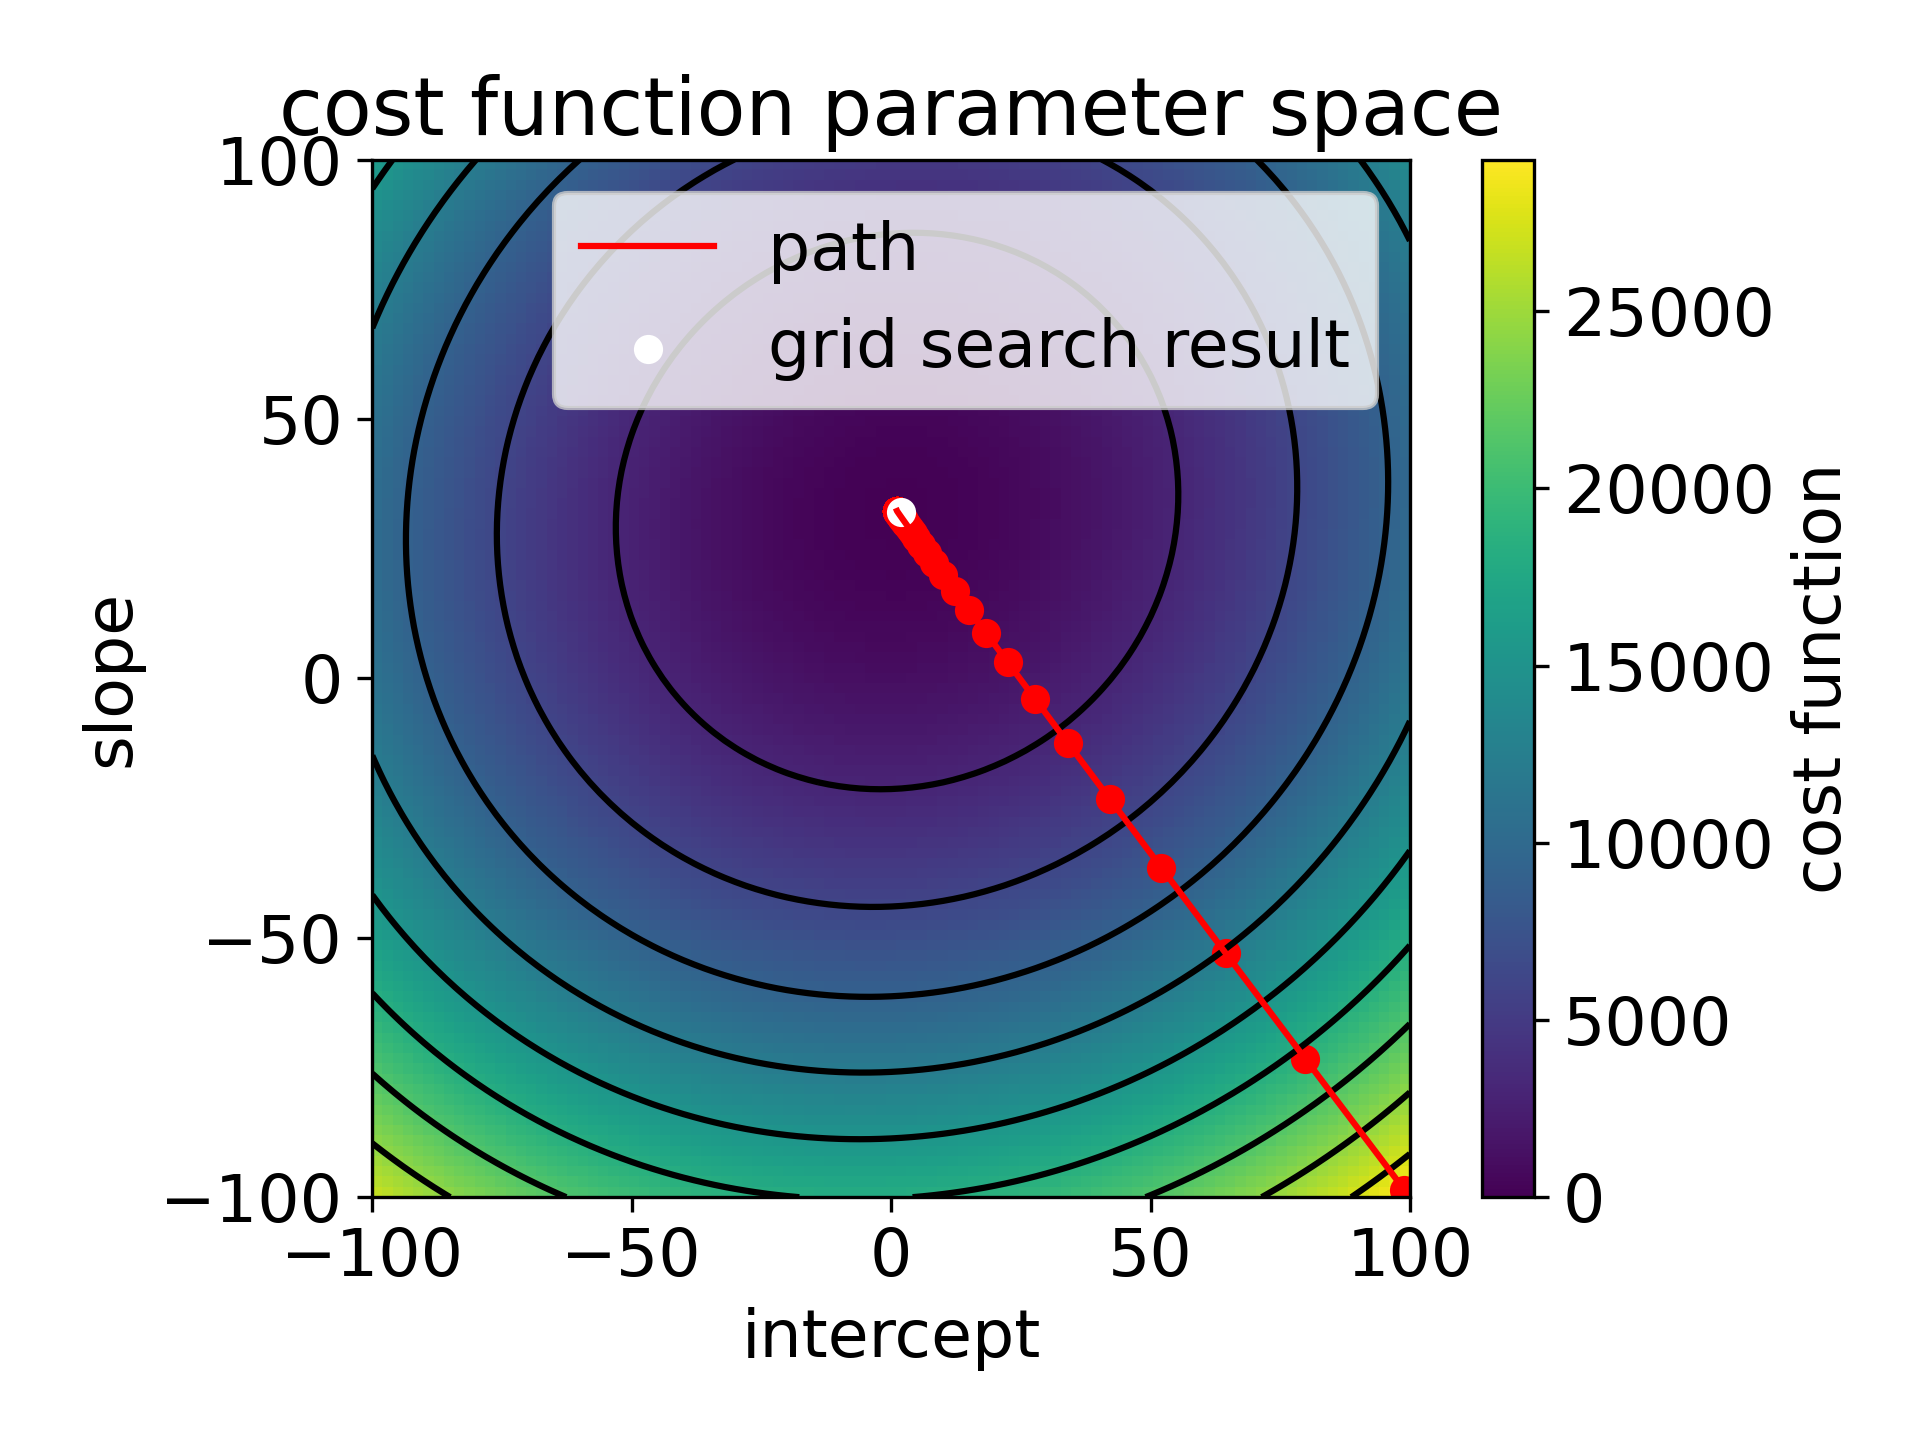 cost function parameter space
path
grid search result
100
50
0
−50
−100
slope
−100
−50
0
50
100
intercept
25000
20000
15000
10000
5000
0
cost function